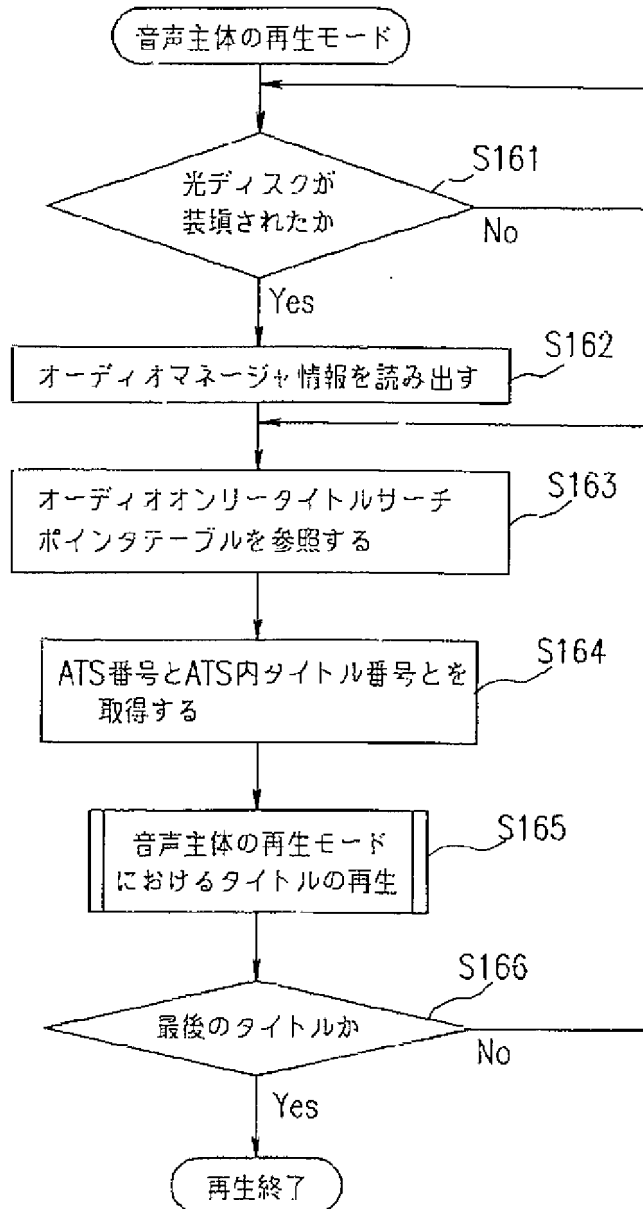 音声主体の再生モード
S161
光ディスクが
装塡されたか
No
Yes
S162
オーディオマネージャ情報を読み出す
S163
オーディオオンリータイトルサーチ
ポインタテーブルを参照する
S164
ATS番号とATS内タイトル番号とを
取得する
S165
音声主体の再生モード
におけるタイトルの再生
S166
最後のタイトルか
No
Yes
再生終了